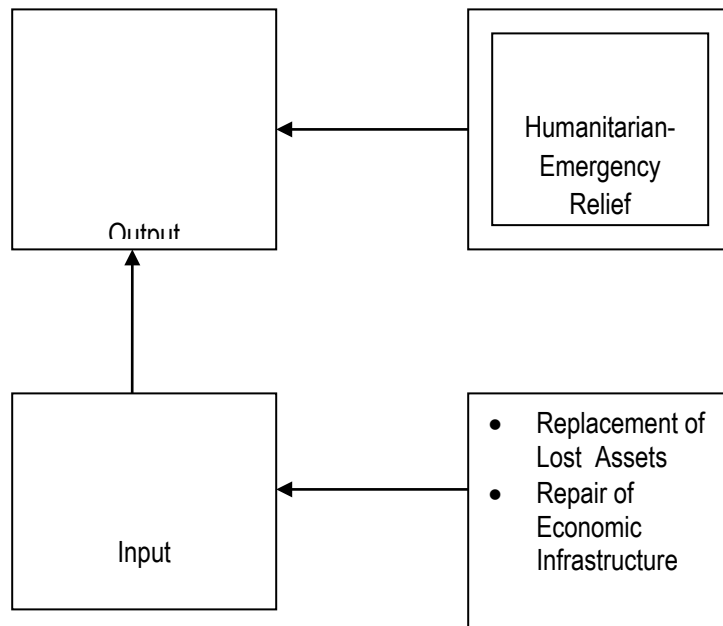 Humanitarian-
Emergency
Relief
Output
• Replacement of
Lost Assets
• Repair of
Economic
Infrastructure
Input